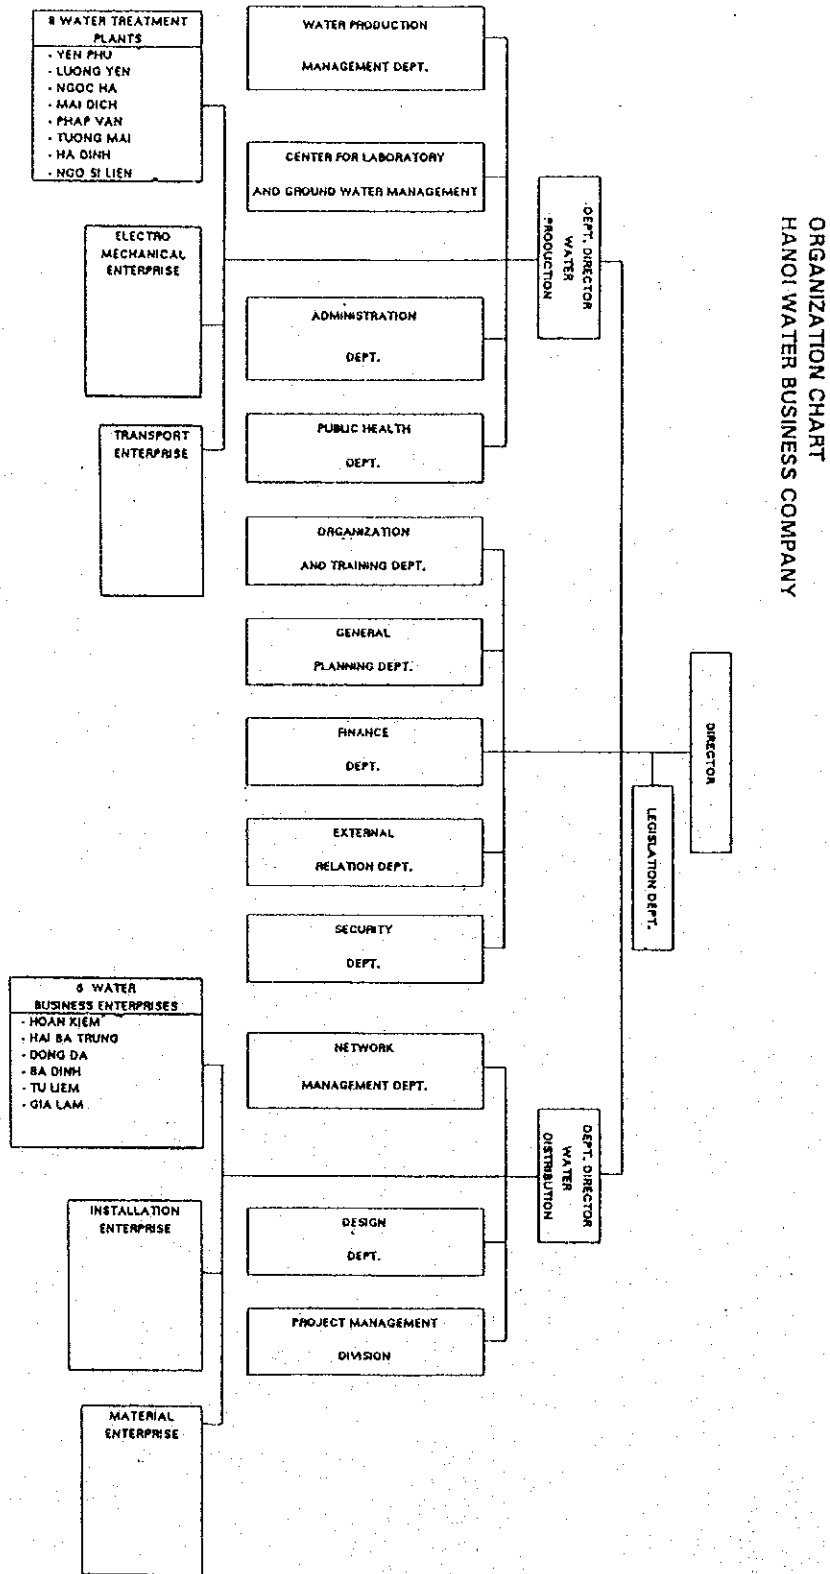 ORGANIZATION CHART
HANOI WATER BUSINESS COMPANY
DIRECTOR
LEGISLATION DEPT.
DEPT. DIRECTOR
WATER
PRODUCTION
DEPT. DIRECTOR
WATER
DISTRIBUTION
WATER PRODUCTION
MANAGEMENT DEPT.
CENTER FOR LABORATORY
AND GROUND WATER MANAGEMENT
ADMINISTRATION
DEPT.
PUBLIC HEALTH
DEPT.
ORGANIZATION
AND TRAINING DEPT.
GENERAL
PLANNING DEPT.
FINANCE
DEPT.
EXTERNAL
RELATION DEPT.
SECURITY
DEPT.
NETWORK
MANAGEMENT DEPT.
DESIGN
DEPT.
PROJECT MANAGEMENT
DIVISION
8 WATER TREATMENT
PLANTS
- YEN PHU
- LUONG YEN
- NGOC HA
- MAI DICH
- PHAP VAN
- TUONG MAI
- HA DINH
- NGO SI LIEN
ELECTRO
MECHANICAL
ENTERPRISE
TRANSPORT
ENTERPRISE
6 WATER
BUSINESS ENTERPRISES
- HOAN KIEM
- HAI BA TRUNG
- DONG DA
- BA DINH
- TU LIEM
- GIA LAM
INSTALLATION
ENTERPRISE
MATERIAL
ENTERPRISE